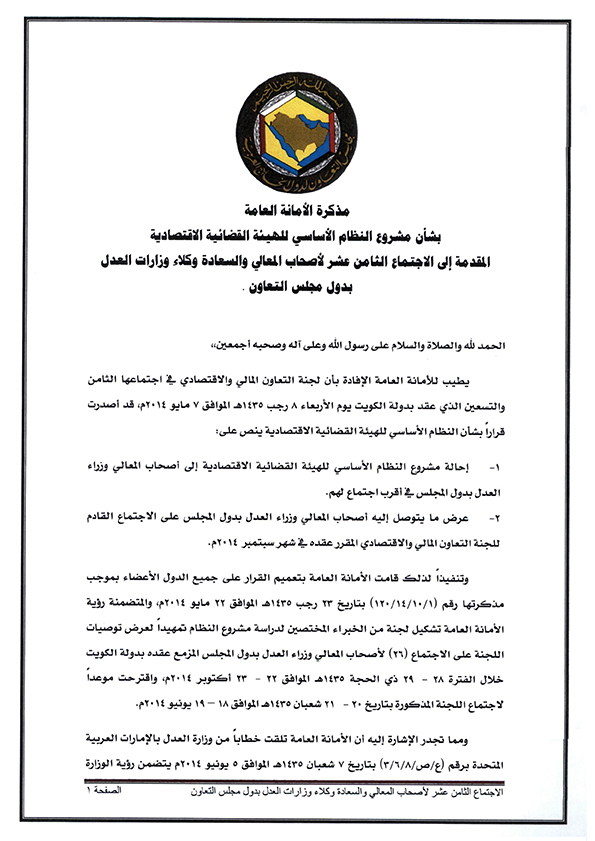 بسم الله الرحمن الرحيم
مجلس التعاون لدول الخليج العربية
مذكرة الأمانة العامة
بشأن مشروع النظام الأساسي للهيئة القضائية الاقتصادية
المقدمة إلى الاجتماع الثامن عشر لأصحاب المعالي والسعادة وكلاء وزارات العدل
بدول مجلس التعاون .
الحمد لله والصلاة والسلام على رسول الله وعلى آله وصحبه أجمعين،،
يطيب للأمانة العامة الإفادة بأن لجنة التعاون المالي والاقتصادي في اجتماعها الثامن
والتسعين الذي عقد بدولة الكويت يوم الأربعاء ٨ رجب ١٤٣٥هـ الموافق ٧ مايو ٢٠١٤م، قد أصدرت
قراراً بشأن النظام الأساسي للهيئة القضائية الاقتصادية ينص على:
١- إحالة مشروع النظام الأساسي للهيئة القضائية الاقتصادية إلى أصحاب المعالي وزراء
العدل بدول المجلس في أقرب اجتماع لهم.
٢- عرض ما يتوصل إليه أصحاب المعالي وزراء العدل بدول المجلس على الاجتماع القادم
للجنة التعاون المالي والاقتصادي المقرر عقده في شهر سبتمبر ٢٠١٤م.
وتنفيذاً لذلك قامت الأمانة العامة بتعميم القرار على جميع الدول الأعضاء بموجب
مذكرتها رقم (١٢٠/١٤/١٠/١) بتاريخ ٢٣ رجب ١٤٣٥هـ الموافق ٢٢ مايو ٢٠١٤م، والمتضمنة رؤية
الأمانة العامة تشكيل لجنة من الخبراء المختصين لدراسة مشروع النظام تمهيداً لعرض توصيات
اللجنة على الاجتماع (٢٦) لأصحاب المعالي وزراء العدل بدول المجلس المزمع عقده بدولة الكويت
خلال الفترة ٢٨ - ٢٩ ذي الحجة ١٤٣٥هـ الموافق ٢٢ - ٢٣ أكتوبر ٢٠١٤م، واقترحت موعداً
لاجتماع اللجنة المذكورة بتاريخ ٢٠ - ٢١ شعبان ١٤٣٥هـ الموافق ١٨ – ١٩ يونيو ٢٠١٤م.
ومما تجدر الإشارة إليه أن الأمانة العامة تلقت خطاباً من وزارة العدل بالإمارات العربية
المتحدة برقم (ع/ص/٣/٦/٨) بتاريخ ٧ شعبان ١٤٣٥هـ الموافق ٥ يونيو ٢٠١٤م يتضمن رؤية الوزارة
الاجتماع الثامن عشر لأصحاب المعالي والسعادة وكلاء وزارات العدل بدول مجلس التعاون الصفحة ١